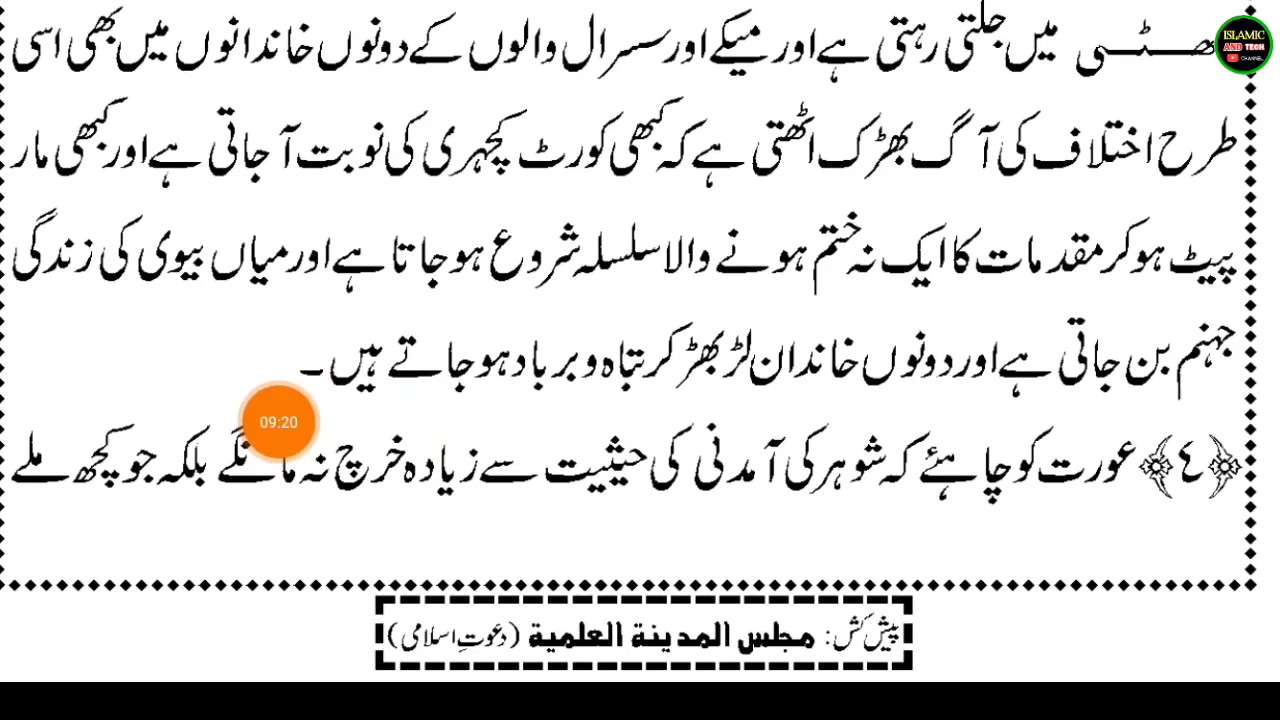 میں جلتی رہتی ہے اور میکے اور سسرال والوں کے دونوں خاندانوں میں بھی اسی
ISLAMIC
AND TECH
CHANNEL
طرح اختلاف کی آگ بھڑک اٹھتی ہے کہ کبھی کورٹ کچہری کی نوبت آجاتی ہے اور کبھی مار
پیٹ ہو کر مقدمات کا ایک نہ ختم ہونے والا سلسلہ شروع ہو جاتا ہے اور میاں بیوی کی زندگی
جہنم بن جاتی ہے اور دونوں خاندان لڑ بھڑ کر تباہ و برباد ہو جاتے ہیں۔
09:20
﴿٤﴾ عورت کو چاہئے کہ شوہر کی آمدنی کی حیثیت سے زیادہ خرچ نہ مانگے بلکہ جو کچھ ملے
پیش کش: مجلس المدینة العلمیة (دعوتِ اسلامی)